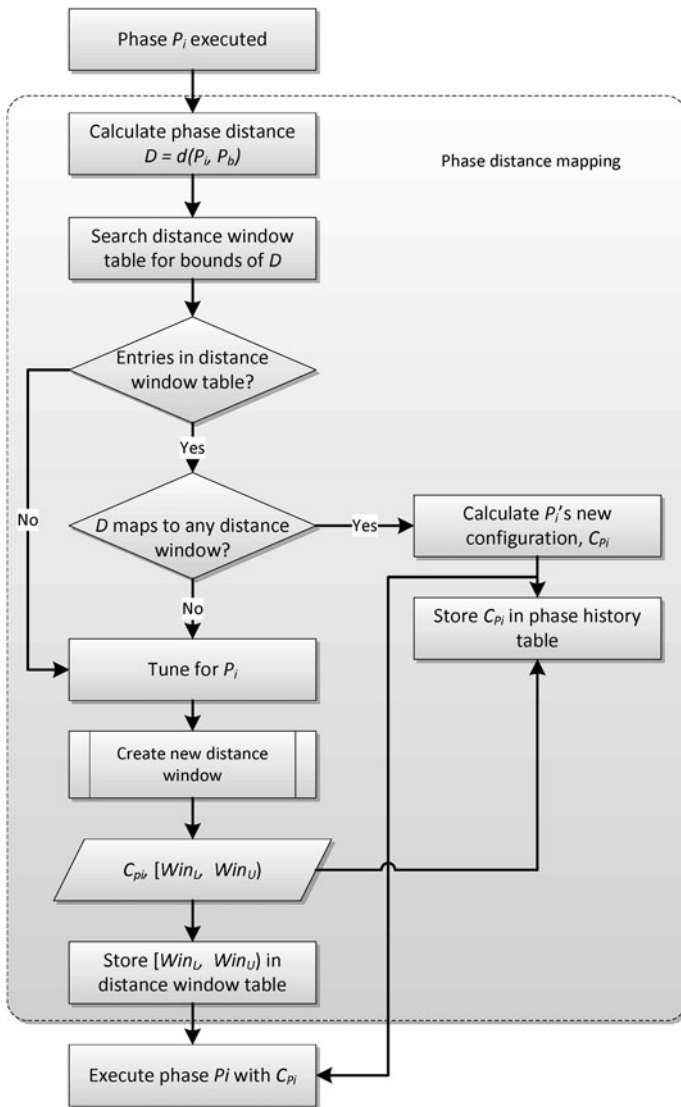 Phase Pi executed
Calculate phase distance
D = d(Pi, Pb)
Phase distance mapping
Search distance window
table for bounds of D
Entries in distance
window table?
Yes
No
D maps to any distance
window?
Yes
Calculate Pi's new
configuration, CPi
No
Store CPi in phase history
table
Tune for Pi
Create new distance
window
Cpi, [WinL, WinU)
Store [WinL, WinU) in
distance window table
Execute phase Pi with CPi